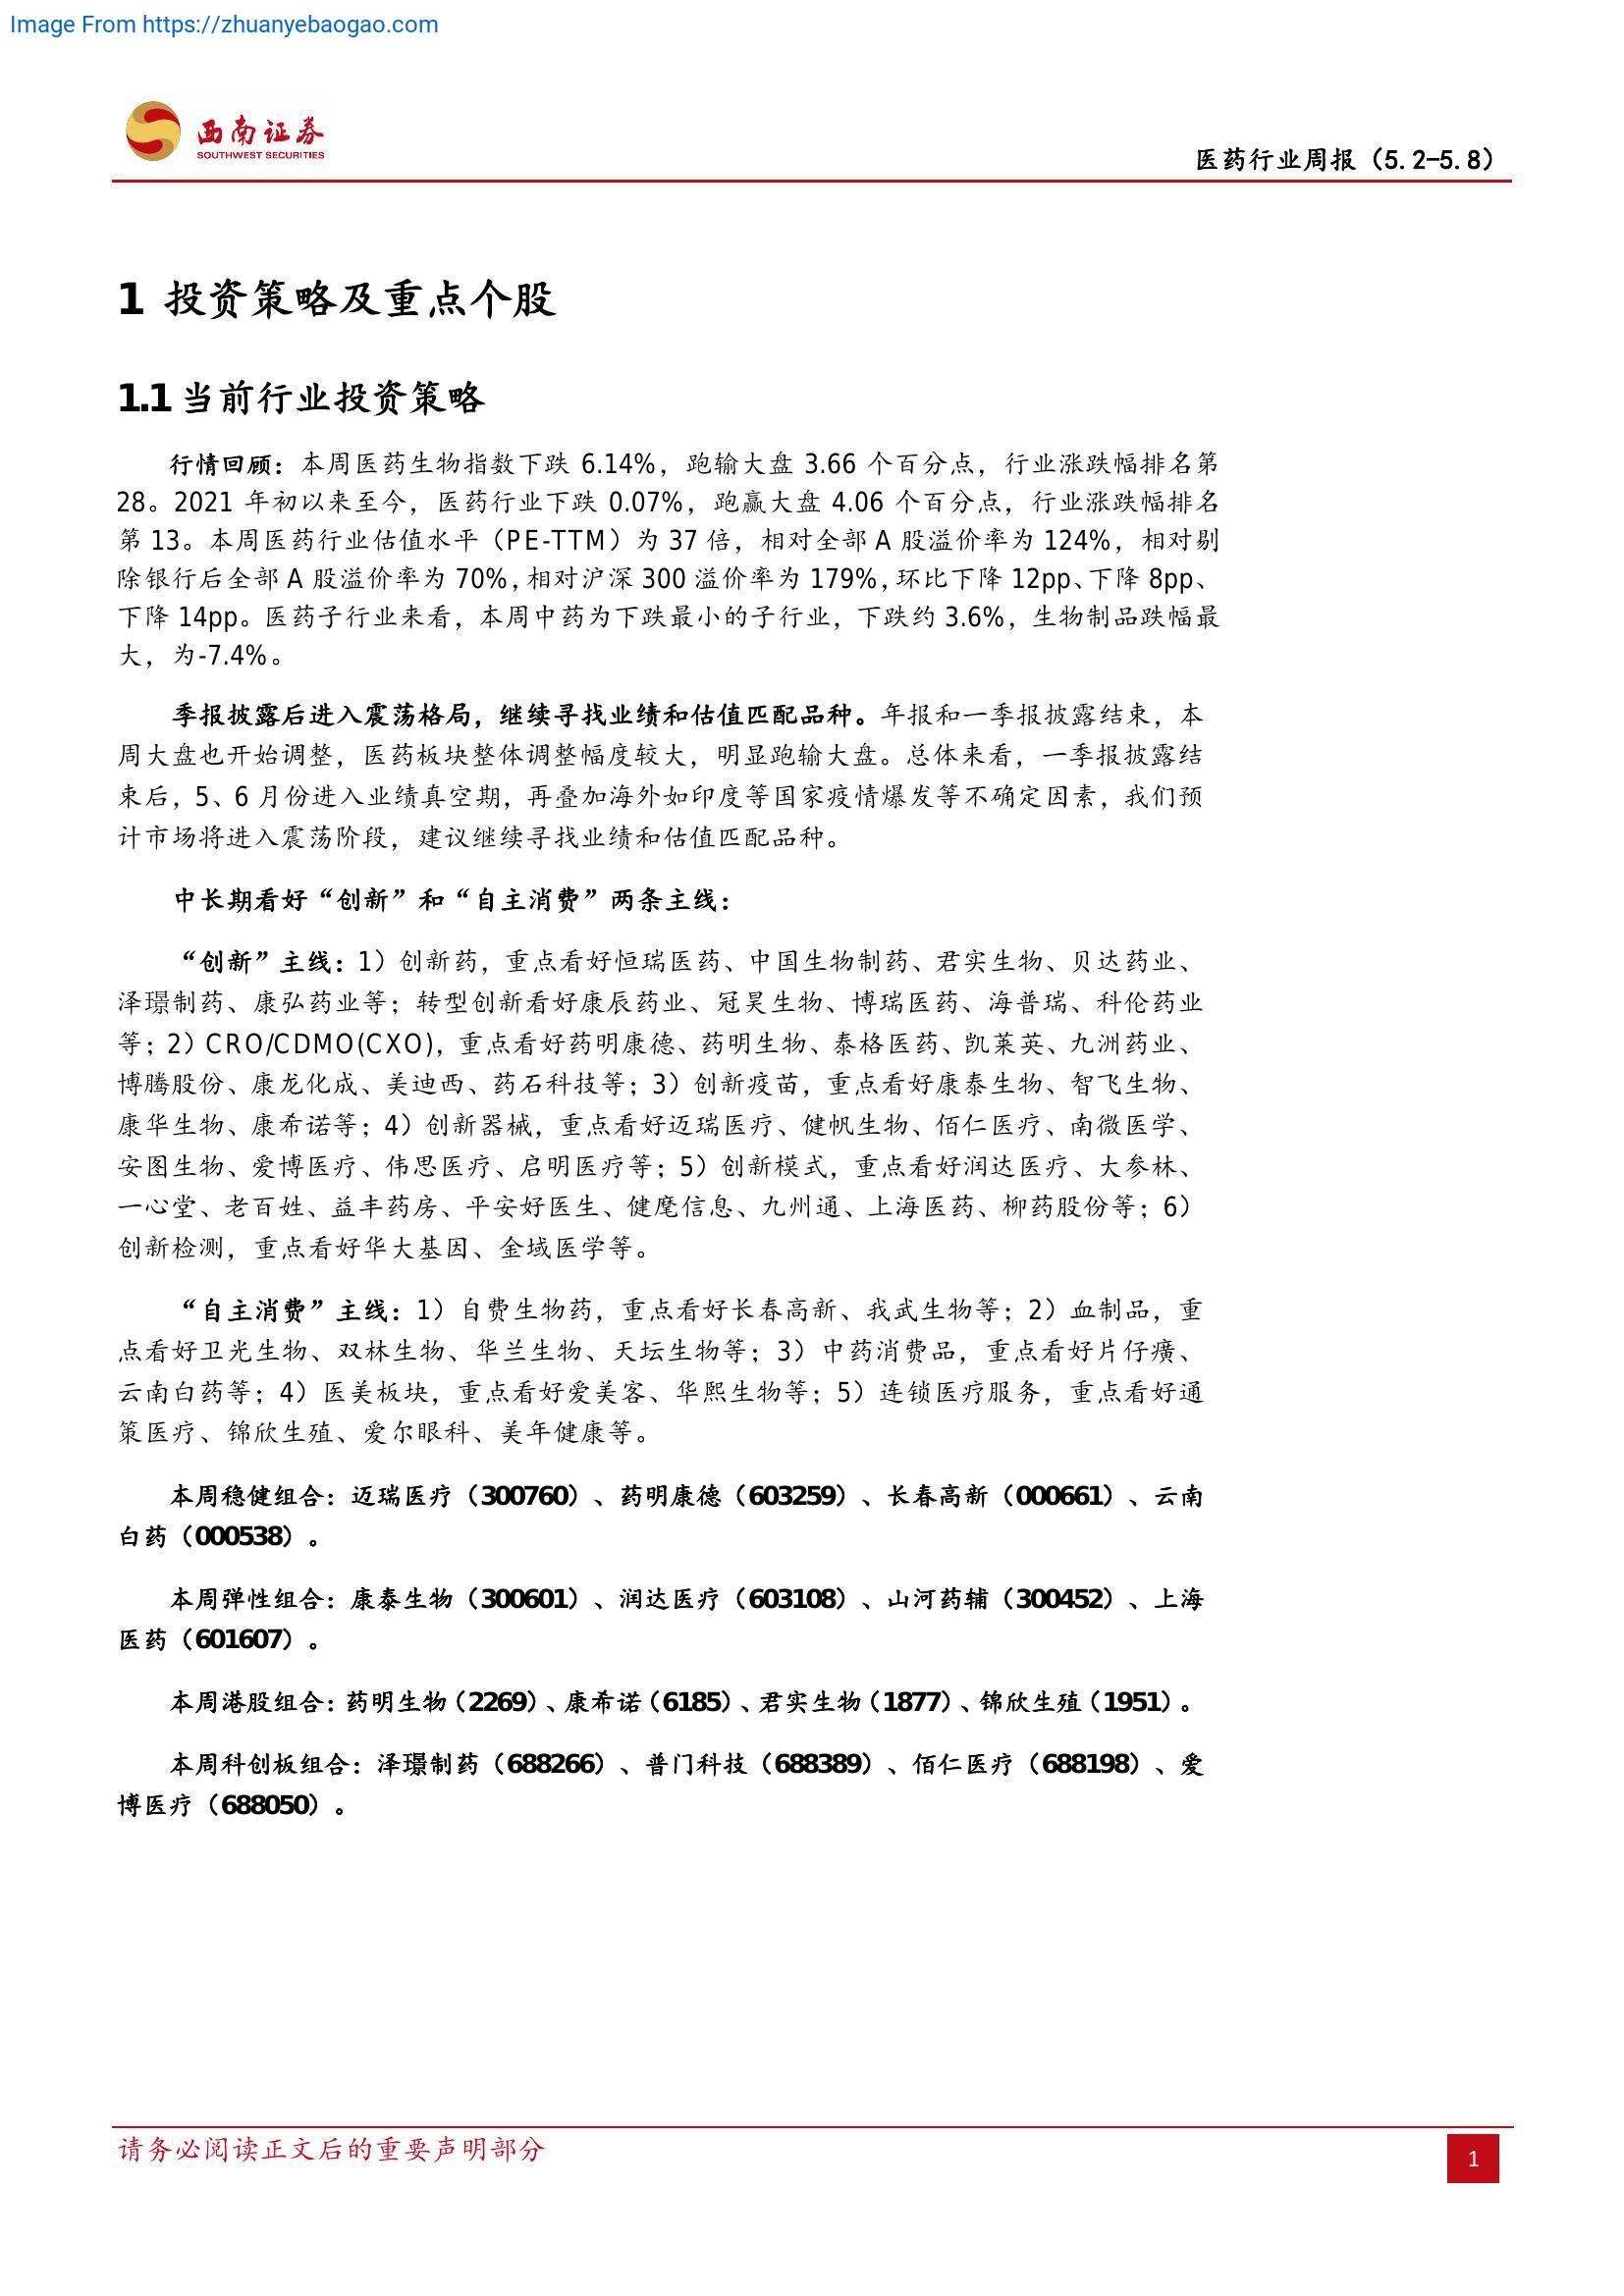 Image From https://zhuanyebaogao.com
西南证券
SOUTHWEST SECURITIES
医药行业周报（5.2-5.8）
1 投资策略及重点个股
1.1 当前行业投资策略
行情回顾：本周医药生物指数下跌 6.14%，跑输大盘 3.66 个百分点，行业涨跌幅排名第
28。2021 年初以来至今，医药行业下跌 0.07%，跑赢大盘 4.06 个百分点，行业涨跌幅排名
第 13。本周医药行业估值水平（PE-TTM）为 37 倍，相对全部 A 股溢价率为 124%，相对剔
除银行后全部 A 股溢价率为 70%，相对沪深 300 溢价率为 179%，环比下降 12pp、下降 8pp、
下降 14pp。医药子行业来看，本周中药为下跌最小的子行业，下跌约 3.6%，生物制品跌幅最
大，为-7.4%。
季报披露后进入震荡格局，继续寻找业绩和估值匹配品种。年报和一季报披露结束，本
周大盘也开始调整，医药板块整体调整幅度较大，明显跑输大盘。总体来看，一季报披露结
束后，5、6 月份进入业绩真空期，再叠加海外如印度等国家疫情爆发等不确定因素，我们预
计市场将进入震荡阶段，建议继续寻找业绩和估值匹配品种。
中长期看好“创新”和“自主消费”两条主线：
“创新”主线：1）创新药，重点看好恒瑞医药、中国生物制药、君实生物、贝达药业、
泽璟制药、康弘药业等；转型创新看好康辰药业、冠昊生物、博瑞医药、海普瑞、科伦药业
等；2）CRO/CDMO(CXO)，重点看好药明康德、药明生物、泰格医药、凯莱英、九洲药业、
博腾股份、康龙化成、美迪西、药石科技等；3）创新疫苗，重点看好康泰生物、智飞生物、
康华生物、康希诺等；4）创新器械，重点看好迈瑞医疗、健帆生物、佰仁医疗、南微医学、
安图生物、爱博医疗、伟思医疗、启明医疗等；5）创新模式，重点看好润达医疗、大参林、
一心堂、老百姓、益丰药房、平安好医生、健麾信息、九州通、上海医药、柳药股份等；6）
创新检测，重点看好华大基因、金域医学等。
“自主消费”主线：1）自费生物药，重点看好长春高新、我武生物等；2）血制品，重
点看好卫光生物、双林生物、华兰生物、天坛生物等；3）中药消费品，重点看好片仔癀、
云南白药等；4）医美板块，重点看好爱美客、华熙生物等；5）连锁医疗服务，重点看好通
策医疗、锦欣生殖、爱尔眼科、美年健康等。
本周稳健组合：迈瑞医疗（300760）、药明康德（603259）、长春高新（000661）、云南
白药（000538）。
本周弹性组合：康泰生物（300601）、润达医疗（603108）、山河药辅（300452）、上海
医药（601607）。
本周港股组合：药明生物（2269）、康希诺（6185）、君实生物（1877）、锦欣生殖（1951）。
本周科创板组合：泽璟制药（688266）、普门科技（688389）、佰仁医疗（688198）、爱
博医疗（688050）。
请务必阅读正文后的重要声明部分
1